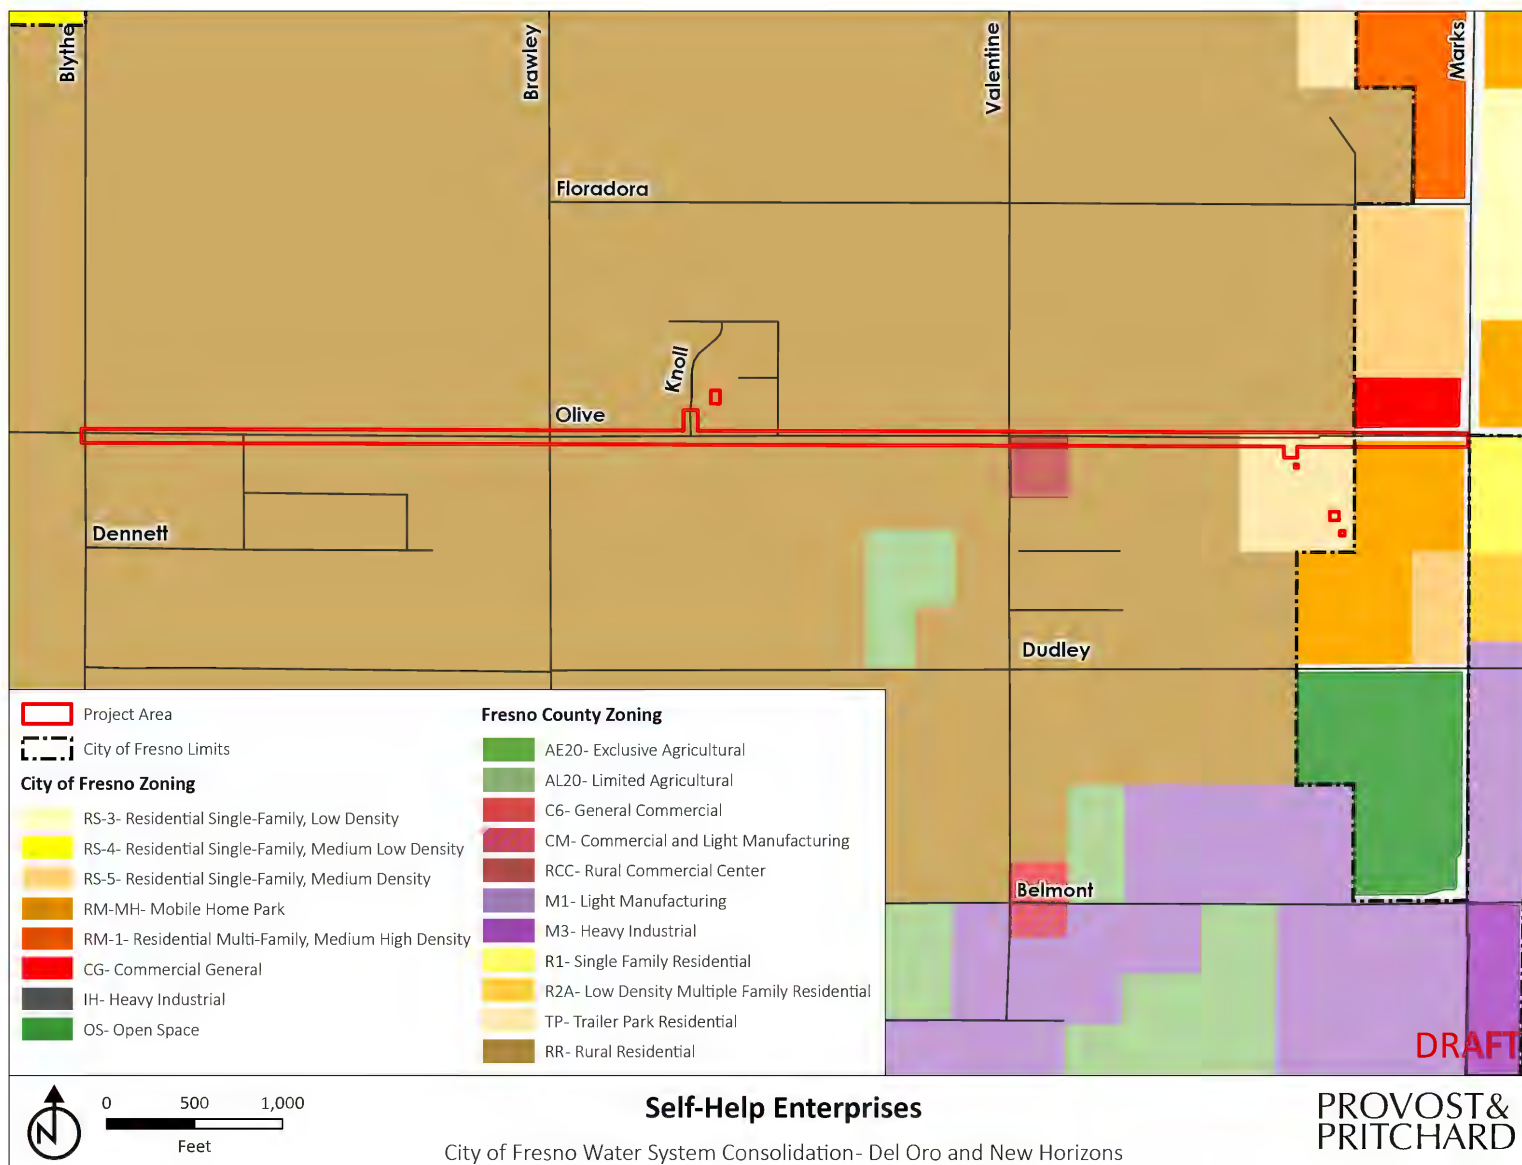 Blythe
Brawley
Valentine
Marks
Floradora
Knoll
Olive
Dennett
Dudley
Belmont
Project Area
City of Fresno Limits
City of Fresno Zoning
RS-3- Residential Single-Family, Low Density
RS-4- Residential Single-Family, Medium Low Density
RS-5- Residential Single-Family, Medium Density
RM-MH- Mobile Home Park
RM-1- Residential Multi-Family, Medium High Density
CG- Commercial General
IH- Heavy Industrial
OS- Open Space
Fresno County Zoning
AE20- Exclusive Agricultural
AL20- Limited Agricultural
C6- General Commercial
CM- Commercial and Light Manufacturing
RCC- Rural Commercial Center
M1- Light Manufacturing
M3- Heavy Industrial
R1- Single Family Residential
R2A- Low Density Multiple Family Residential
TP- Trailer Park Residential
RR- Rural Residential
DRAFT
N
0 500 1,000
Feet
Self-Help Enterprises
City of Fresno Water System Consolidation- Del Oro and New Horizons
PROVOST&
PRITCHARD